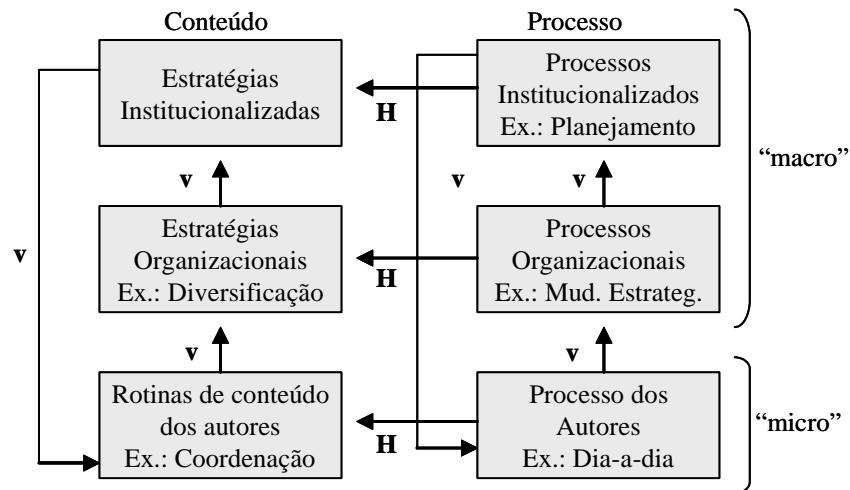 Conteúdo
Processo
Estratégias
Institucionalizadas
Processos
Institucionalizados
Ex.: Planejamento
H
“macro”
v
v
v
v
Estratégias
Organizacionais
Ex.: Diversificação
Processos
Organizacionais
Ex.: Mud. Estrateg.
H
v
v
Rotinas de conteúdo
dos autores
Ex.: Coordenação
Processo dos
Autores
Ex.: Dia-a-dia
H
“micro”